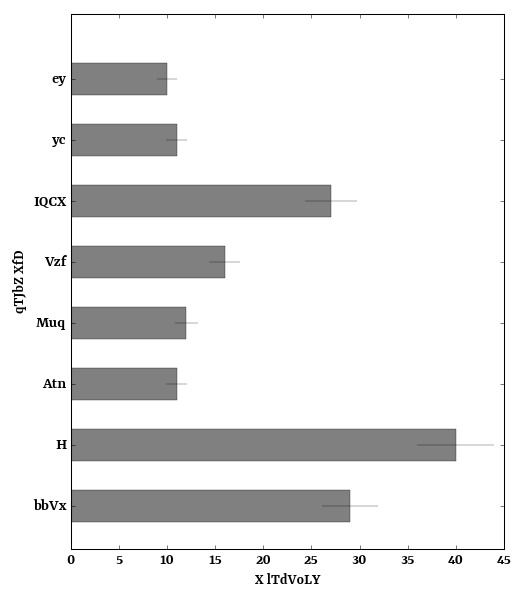 ey
yc
IQCX
Vzf
Muq
Atn
H
bbVx
qTJbZ XfD
0 5 10 15 20 25 30 35 40 45
X lTdVoLY